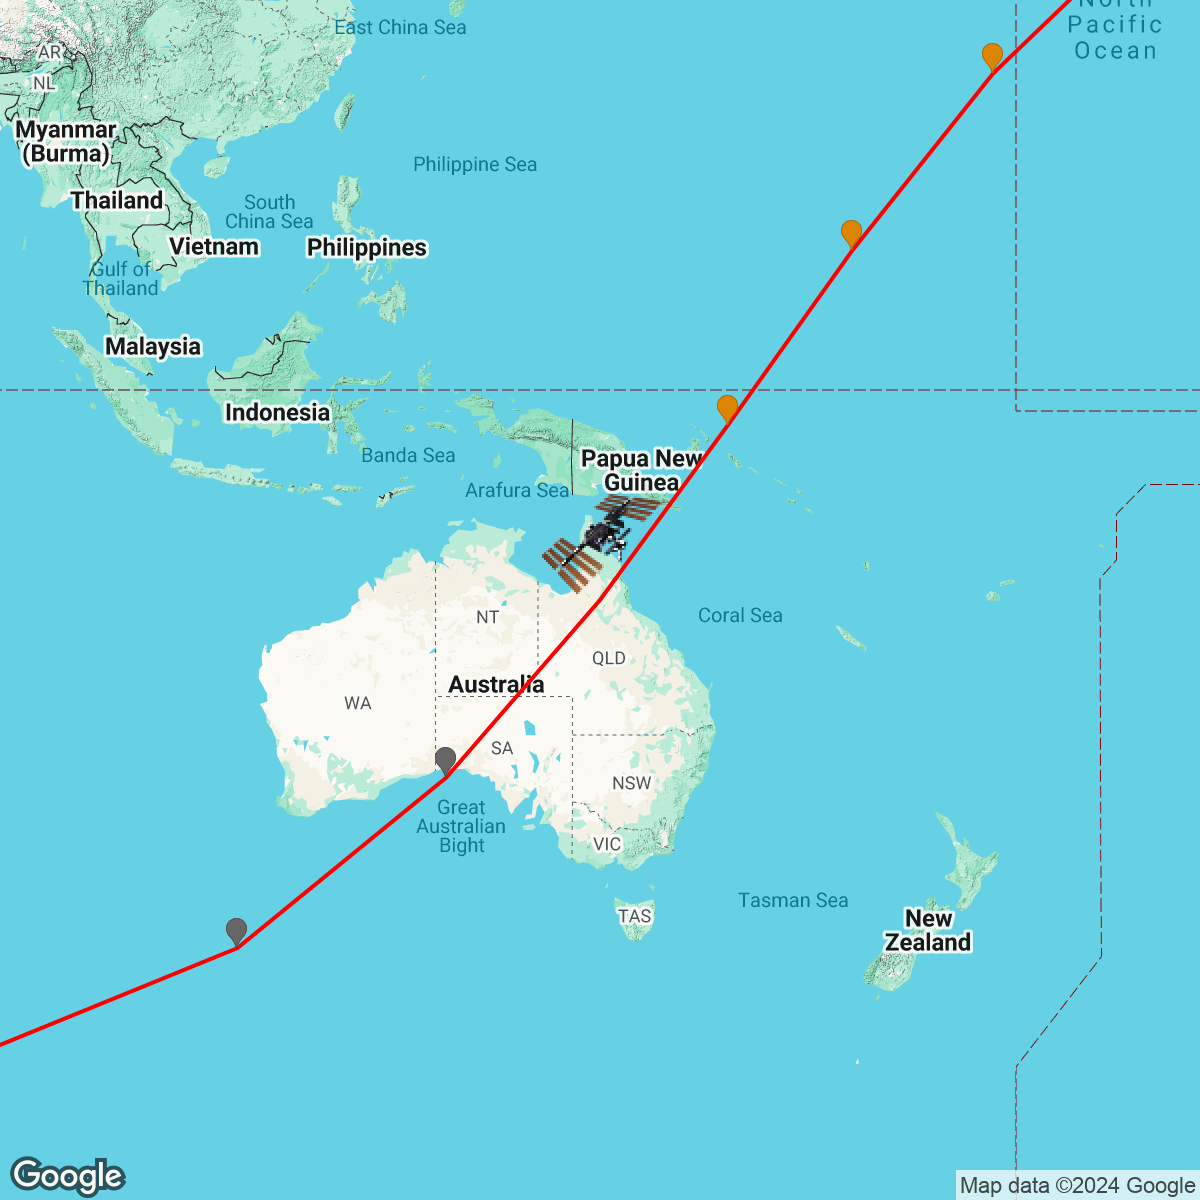 North
Pacific
Ocean
East China Sea
AR
NL
Myanmar
(Burma)
Philippine Sea
Thailand
South
China Sea
Vietnam
Philippines
Gulf of
Thailand
Malaysia
Indonesia
Banda Sea
Papua New
Guinea
Arafura Sea
NT
Coral Sea
QLD
Australia
WA
SA
NSW
Great
Australian
Bight
VIC
Tasman Sea
TAS
New
Zealand
Google
Map data ©2024 Google